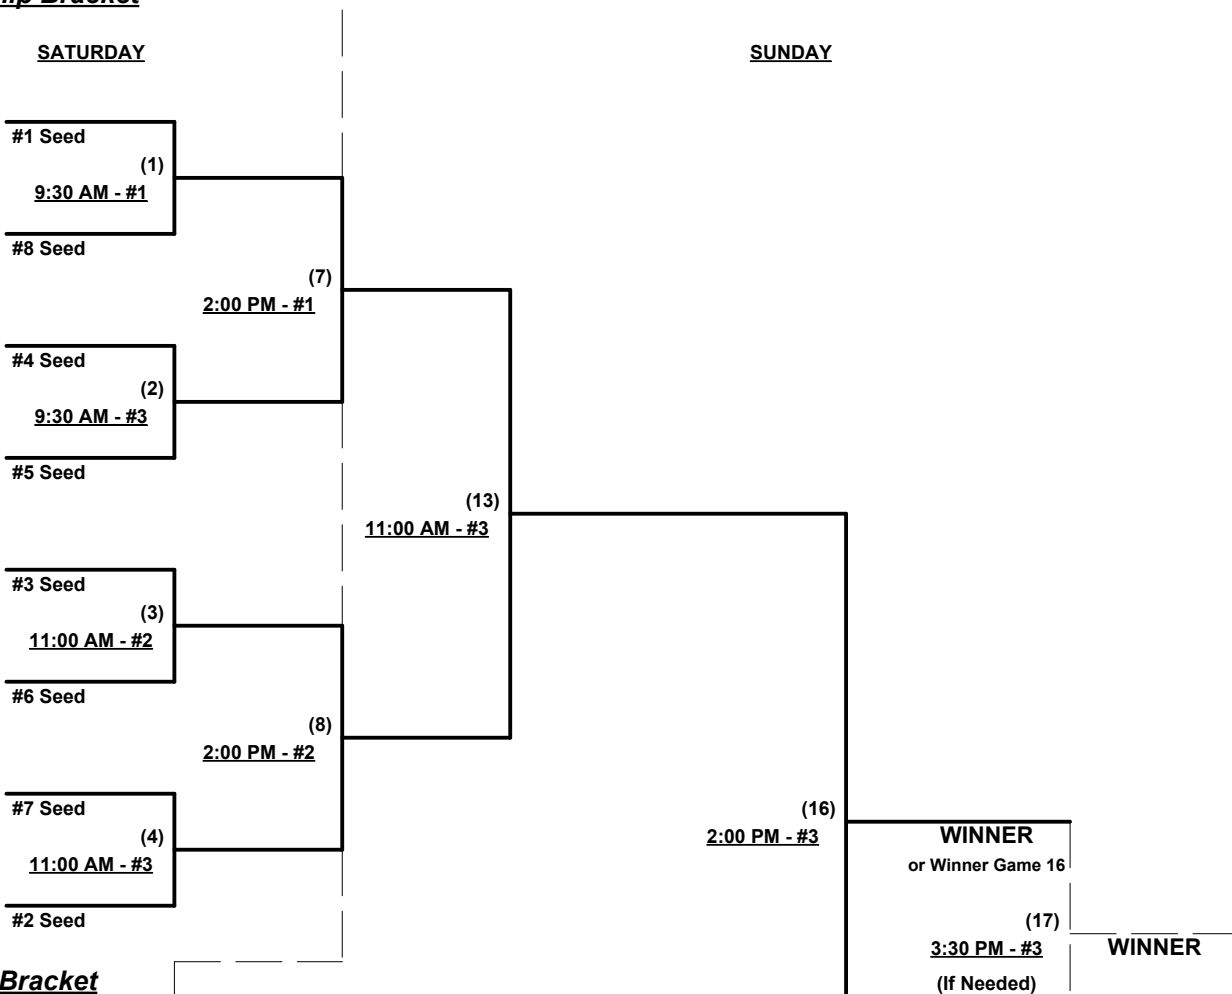 Bracket
SATURDAY
SUNDAY
#1 Seed
(1)
9:30 AM - #1
#8 Seed
(7)
2:00 PM - #1
#4 Seed
(2)
9:30 AM - #3
#5 Seed
(13)
11:00 AM - #3
#3 Seed
(3)
11:00 AM - #2
#6 Seed
(8)
2:00 PM - #2
#7 Seed
(4)
11:00 AM - #3
#2 Seed
(16)
2:00 PM - #3
WINNER
or Winner Game 16
(17)
3:30 PM - #3
(If Needed)
WINNER
Bracket